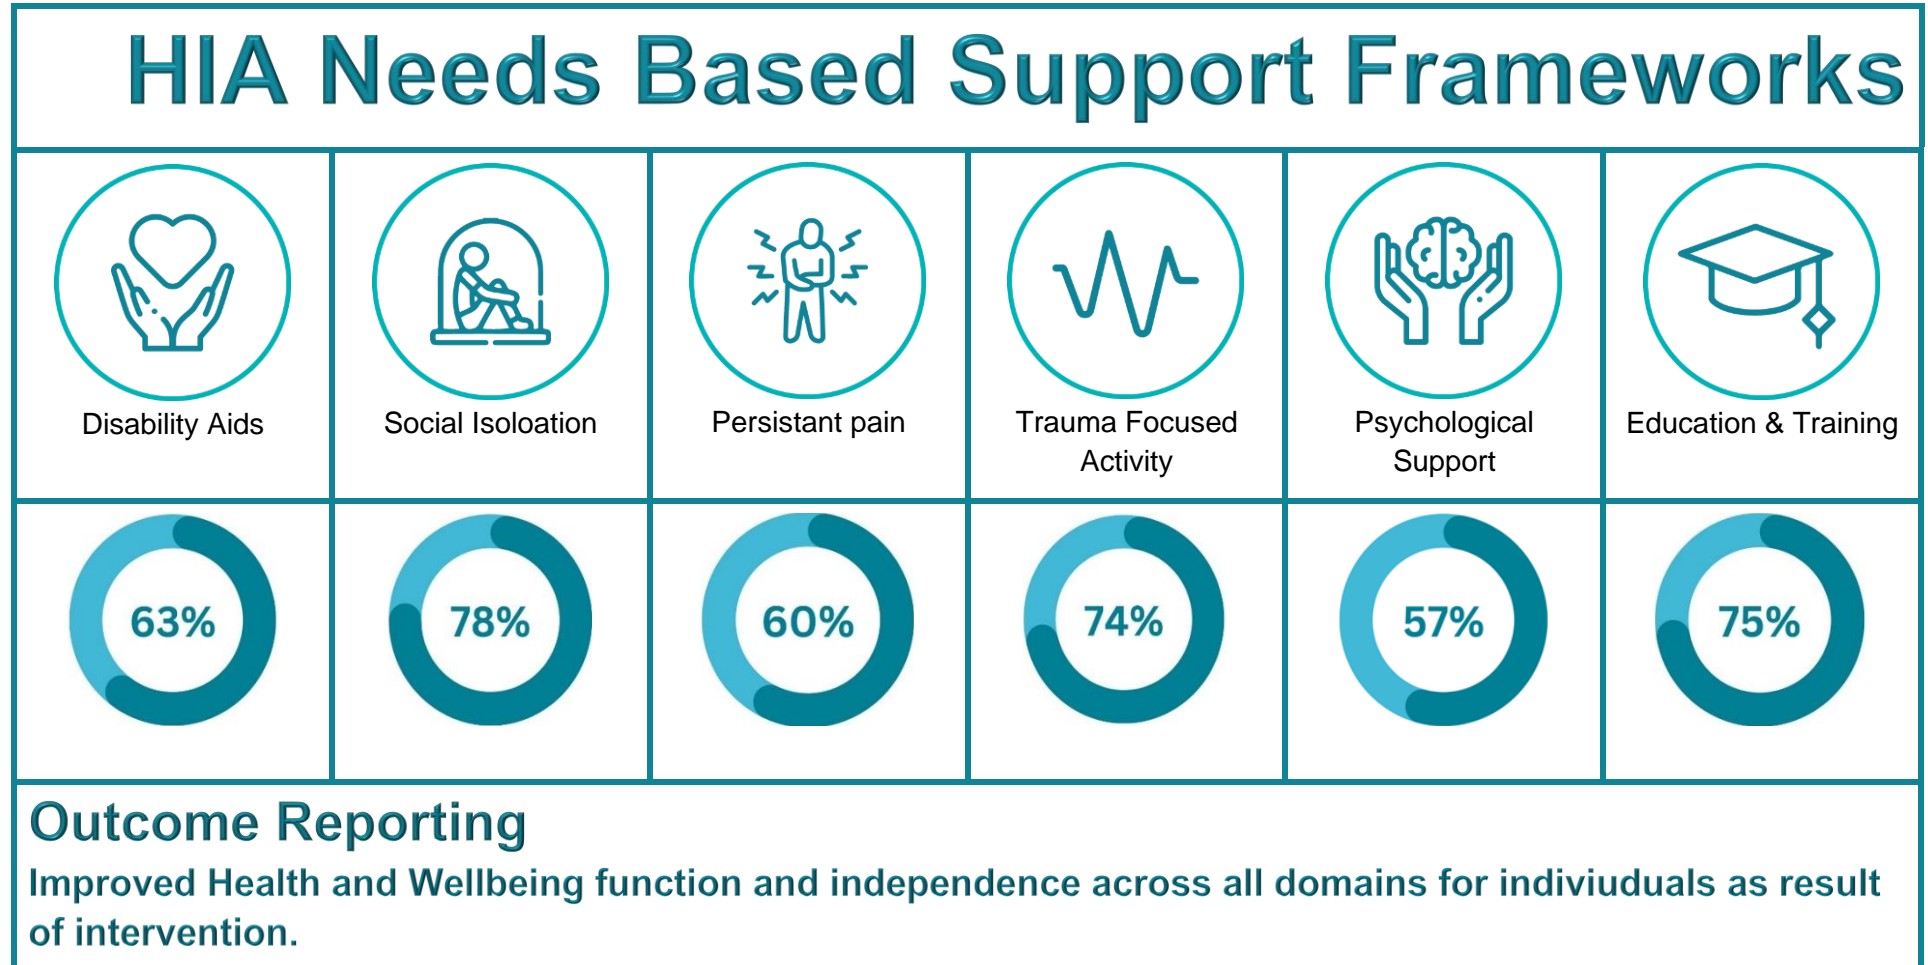 HIA Needs Based Support Frameworks
Disability Aids
Social Isoloation
Persistant pain
Trauma Focused
Activity
Psychological
Support
Education & Training
63%
78%
60%
74%
57%
75%
Outcome Reporting
Improved Health and Wellbeing function and independence across all domains for indiviuduals as result
of intervention.